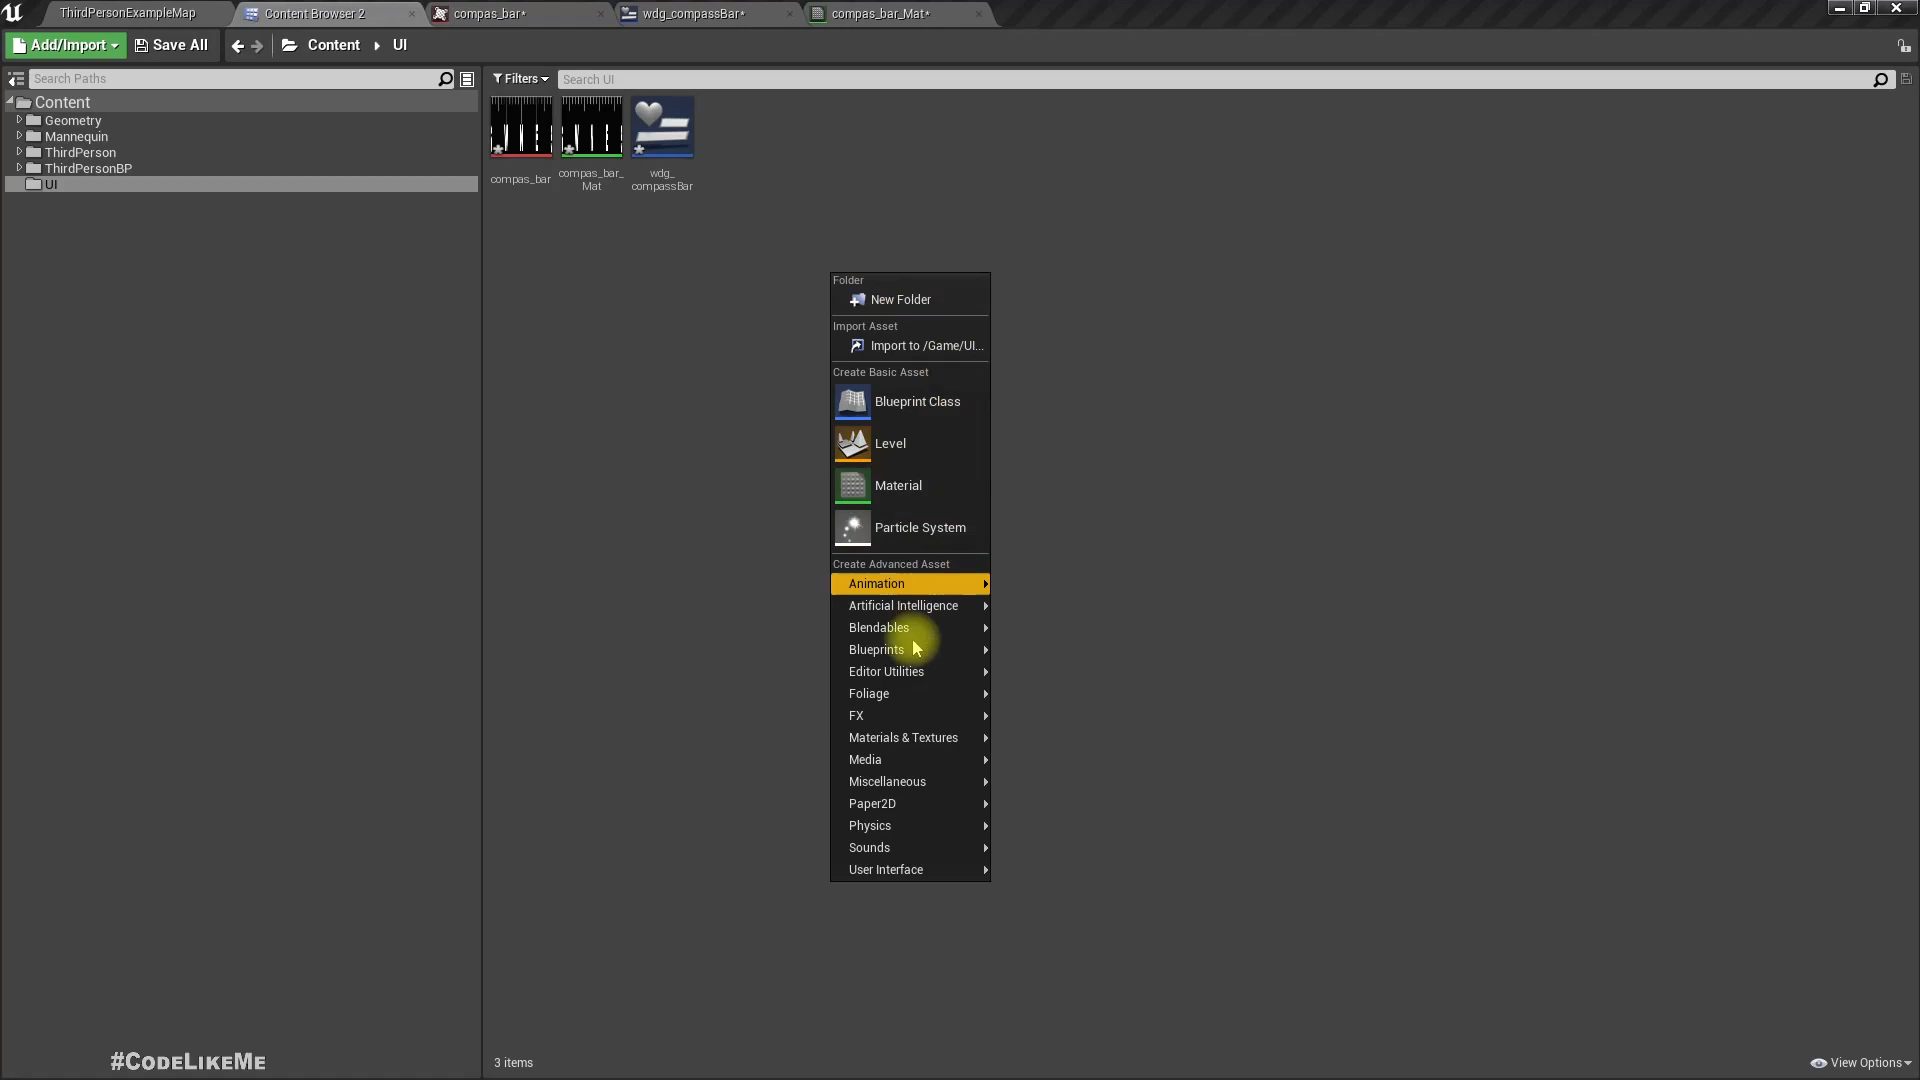 ThirdPersonExampleMap
Content Browser 2
compas_bar*
wdg_compassBar*
compas_bar_Mat*
Add/Import
Save All
Content
UI
Search Paths
Filters
Search UI
Content
Geometry
Mannequin
ThirdPerson
ThirdPersonBP
UI
compas_bar
compas_bar_
Mat
wdg_
compassBar
Folder
New Folder
Import Asset
Import to /Game/UI...
Create Basic Asset
Blueprint Class
Level
Material
Particle System
Create Advanced Asset
Animation
Artificial Intelligence
Blendables
Blueprints
Editor Utilities
Foliage
FX
Materials & Textures
Media
Miscellaneous
Paper2D
Physics
Sounds
User Interface
#CodeLikeMe
3 items
View Options